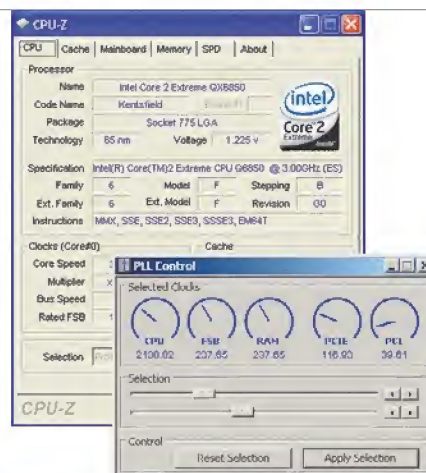 CPU-Z
CPU Cache Mainboard Memory SPD About
Processor
Name Intel Core 2 Extreme QX6850
Code Name Kentsfield
Package Socket 775 LGA
Technology 65 nm Voltage 1.225 v
intel
Core 2
Extreme
Specification Intel(R) Core(TM)2 Extreme CPU Q6850 @ 3.00GHz (ES)
Family 6 Model F Stepping B
Ext. Family 6 Ext. Model F Revision G0
Instructions MMX, SSE, SSE2, SSE3, SSSE3, EM64T
Clocks (Core#0) Cache
Core Speed
Multiplier x
Bus Speed
Rated FSB 1
Selection
CPU-Z
PLL Control
Selected Clocks
CPU FSB RAM PCIE PCI
2100.02 237.65 237.65 116.93 39.61
Selection
Control
Reset Selection Apply Selection